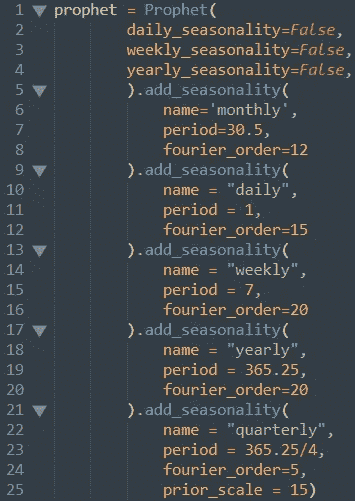 1 prophet = Prophet(
2 daily_seasonality=False,
3 weekly_seasonality=False,
4 yearly_seasonality=False,
5 ).add_seasonality(
6 name='monthly',
7 period=30.5,
8 fourier_order=12
9 ).add_seasonality(
10 name = "daily",
11 period = 1,
12 fourier_order=15
13 ).add_seasonality(
14 name = "weekly",
15 period = 7,
16 fourier_order=20
17 ).add_seasonality(
18 name = "yearly",
19 period = 365.25,
20 fourier_order=20
21 ).add_seasonality(
22 name = "quarterly",
23 period = 365.25/4,
24 fourier_order=5,
25 prior_scale = 15)